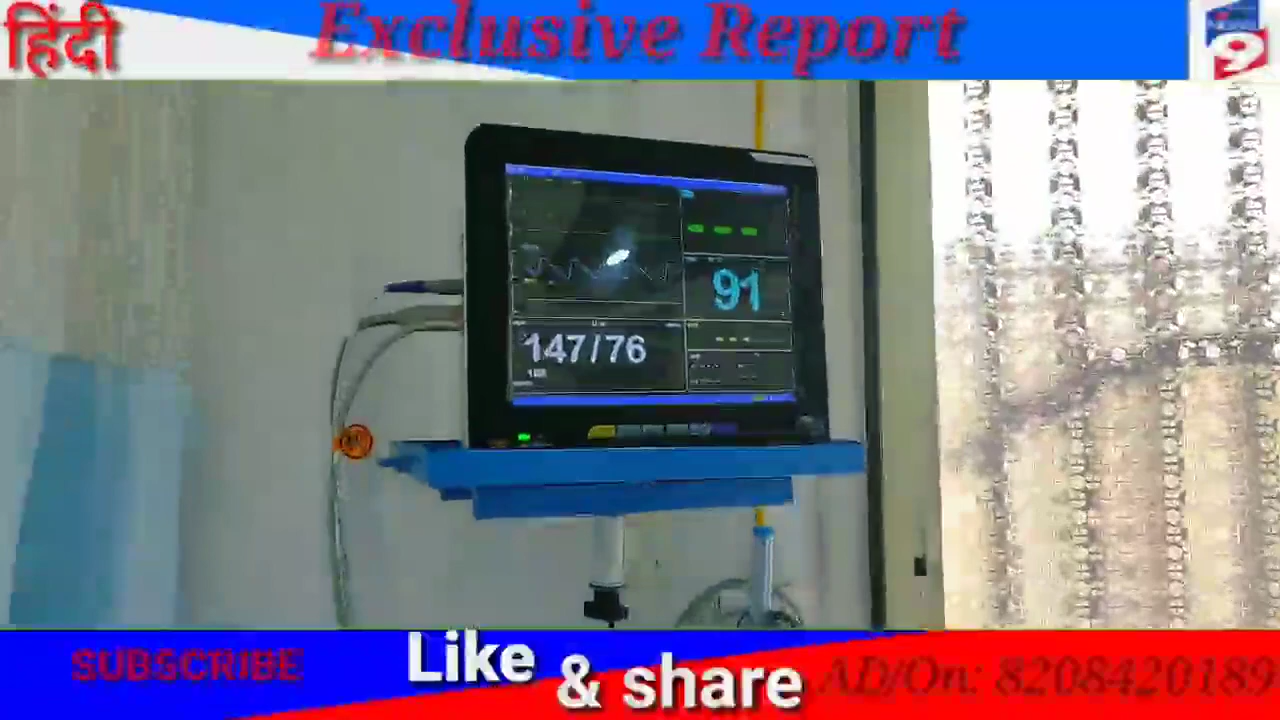 हिंदी
Exclusive Report
9
91
147/76
SUBSCRIBE
Like
& share
AD/On: 8208420189